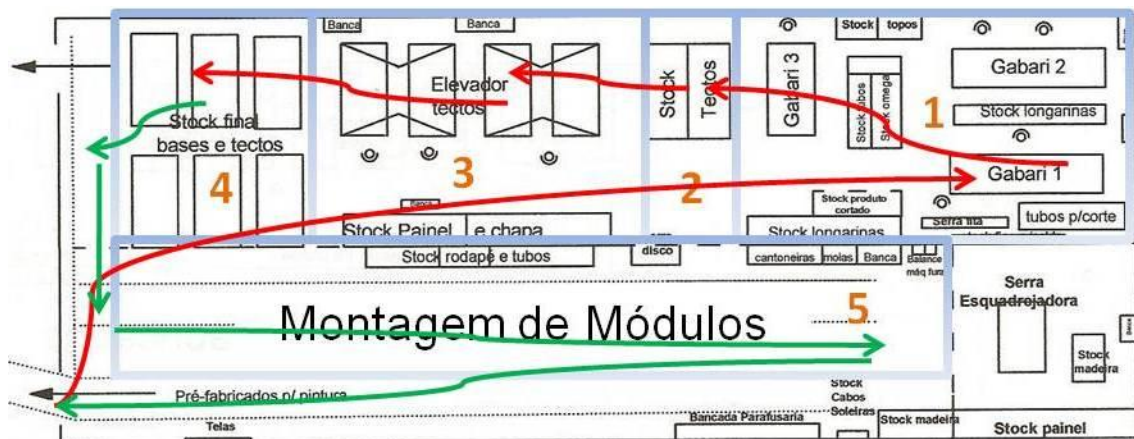 Banca
Banca
Stock topos
Stock
Tectos
Gabari 3
Stock tubos
Stock omega
Gabari 2
1
Stock longarinas
Gabari 1
Elevador
tectos
Stock final
bases e tectos
4
3
2
Stock produto
cortado
Serra fita
tubos p/corte
Stock Painel e chapa
Stock longarinas
Stock rodapé e tubos
disco
cantoneiras molas Banca
Balance
máq fura
Montagem de Módulos
5
Serra
Esquadrejadora
Stock
madeira
Pré-fabricados p/ pintura
Stock
Cabos
Soleiras
Telas
Bancada Parafusaria
Stock madeira
Stock painel